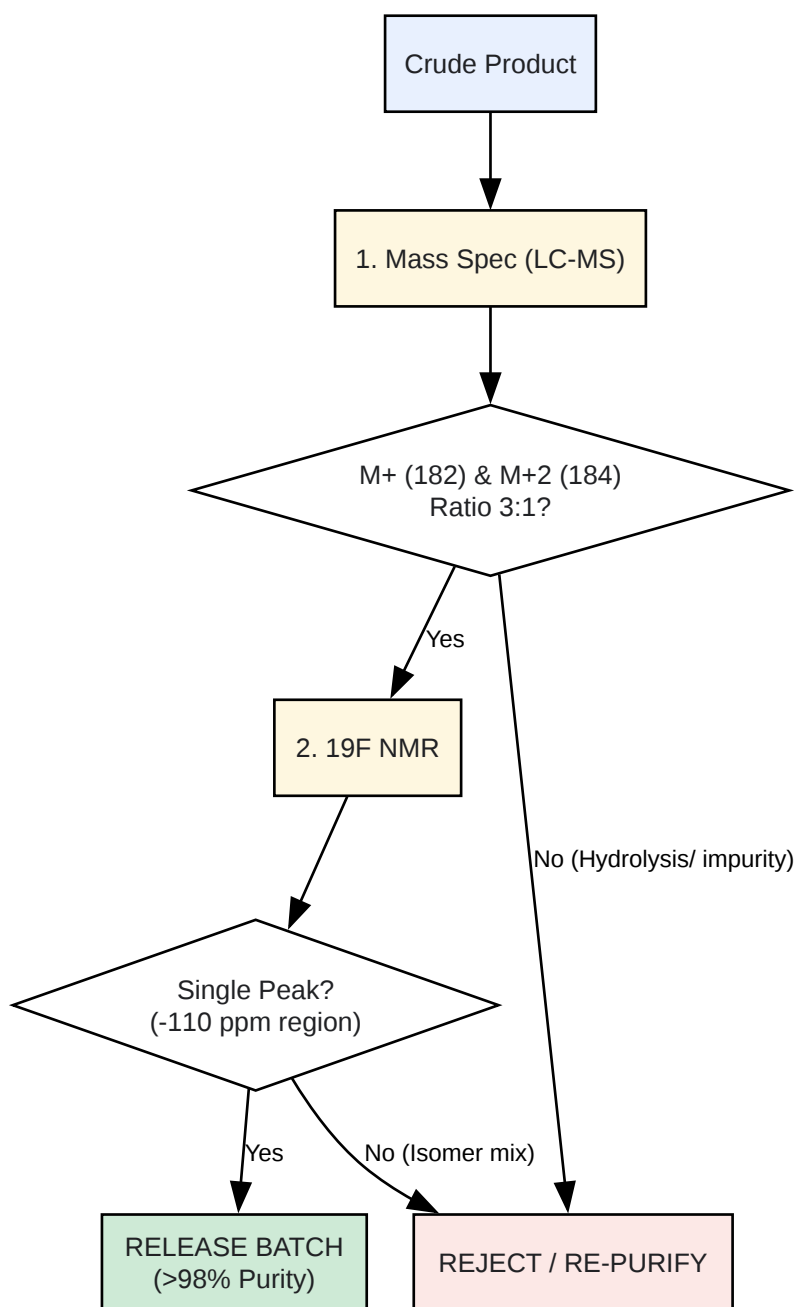 Crude Product
1. Mass Spec (LC-MS)
M+ (182) & M+2 (184)
Ratio 3:1?
Yes
2. 19F NMR
No (Hydrolysis/ impurity)
Single Peak?
(-110 ppm region)
Yes
No (Isomer mix)
RELEASE BATCH
(>98% Purity)
REJECT / RE-PURIFY